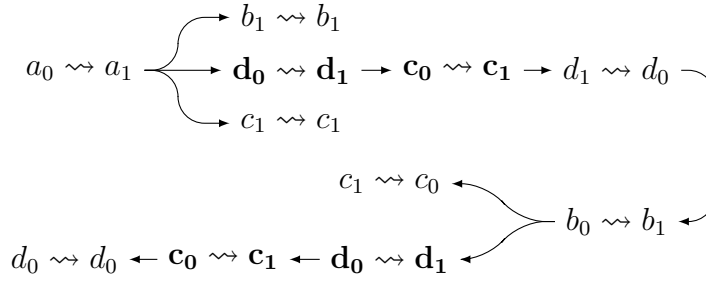 b₁ ⇝ b₁
a₀ ⇝ a₁ → d₀ ⇝ d₁ → c₀ ⇝ c₁ → d₁ ⇝ d₀
c₁ ⇝ c₁
c₁ ⇝ c₀
b₀ ⇝ b₁
d₀ ⇝ d₀ ← c₀ ⇝ c₁ ← d₀ ⇝ d₁